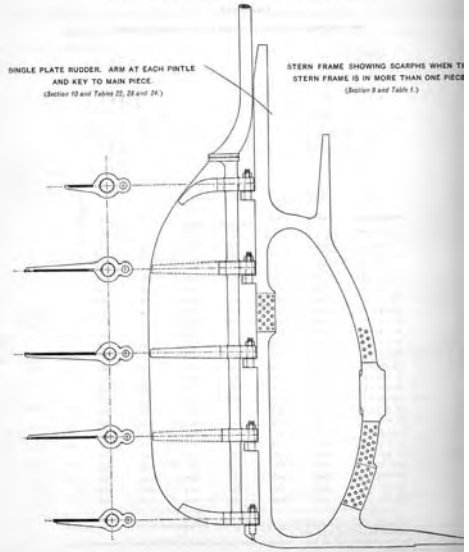 SINGLE PLATE RUDDER. ARM AT EACH PINTLE
AND KEY TO MAIN PIECE.
(Section 10 and Tables 22, 23 and 24.)
STERN FRAME SHOWING SCARPHS WHEN
STERN FRAME IS IN MORE THAN ONE PIECE
(Section 9 and Table 1.)